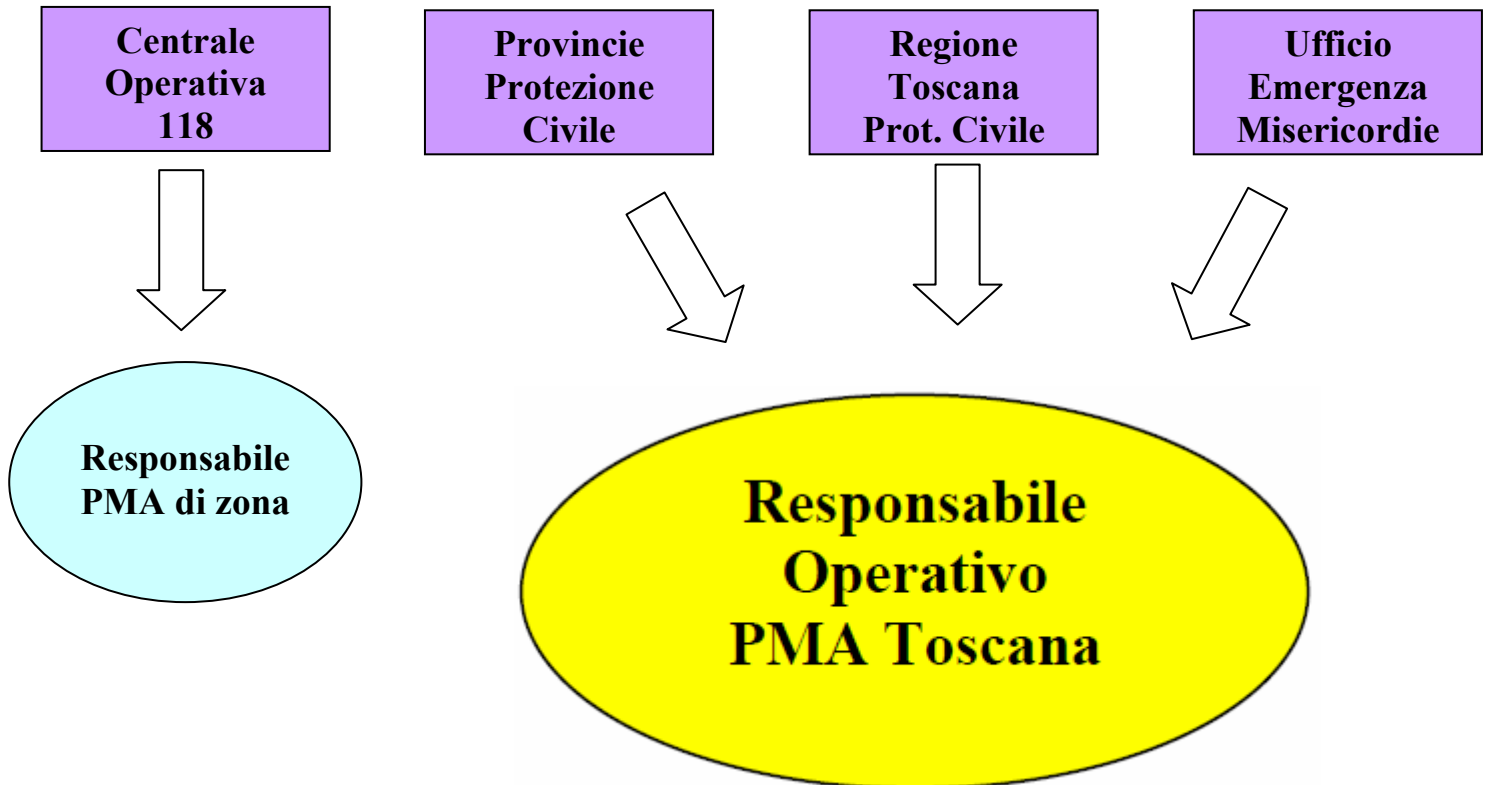 Centrale
Operativa
118
Provincie
Protezione
Civile
Regione
Toscana
Prot. Civile
Ufficio
Emergenza
Misericordie
Responsabile
PMA di zona
Responsabile
Operativo
PMA Toscana